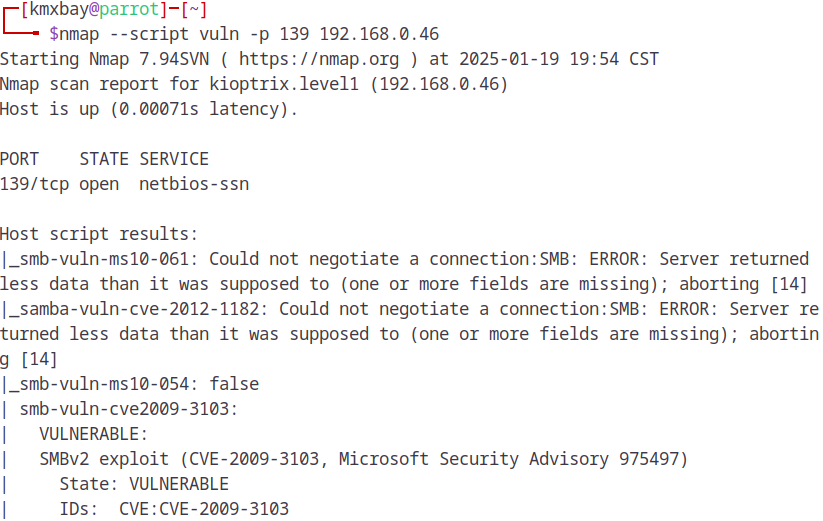 ┌─[kmxbay@parrot]─[~]
└──╼ $nmap --script vuln -p 139 192.168.0.46
Starting Nmap 7.94SVN ( https://nmap.org ) at 2025-01-19 19:54 CST
Nmap scan report for kioptrix.level1 (192.168.0.46)
Host is up (0.00071s latency).

PORT    STATE SERVICE
139/tcp open  netbios-ssn

Host script results:
|_smb-vuln-ms10-061: Could not negotiate a connection:SMB: ERROR: Server returned
less data than it was supposed to (one or more fields are missing); aborting [14]
|_samba-vuln-cve-2012-1182: Could not negotiate a connection:SMB: ERROR: Server re
turned less data than it was supposed to (one or more fields are missing); abortin
g [14]
|_smb-vuln-ms10-054: false
| smb-vuln-cve2009-3103:
|   VULNERABLE:
|   SMBv2 exploit (CVE-2009-3103, Microsoft Security Advisory 975497)
|     State: VULNERABLE
|     IDs:  CVE:CVE-2009-3103